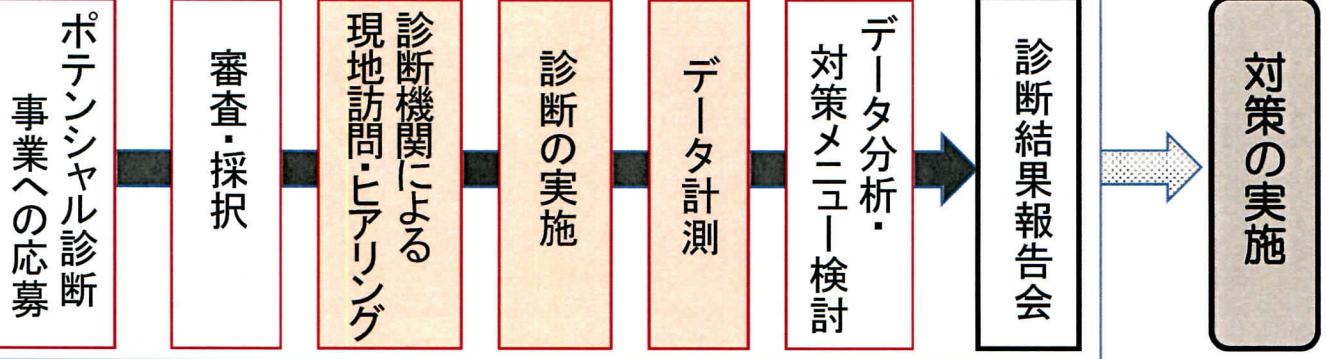 ポテンシャル診断
事業への応募
審査・採択
診断機関による
現地訪問・ヒアリング
診断の実施
データ計測
データ分析・
対策メニュー検討
診断結果報告会
対策の実施